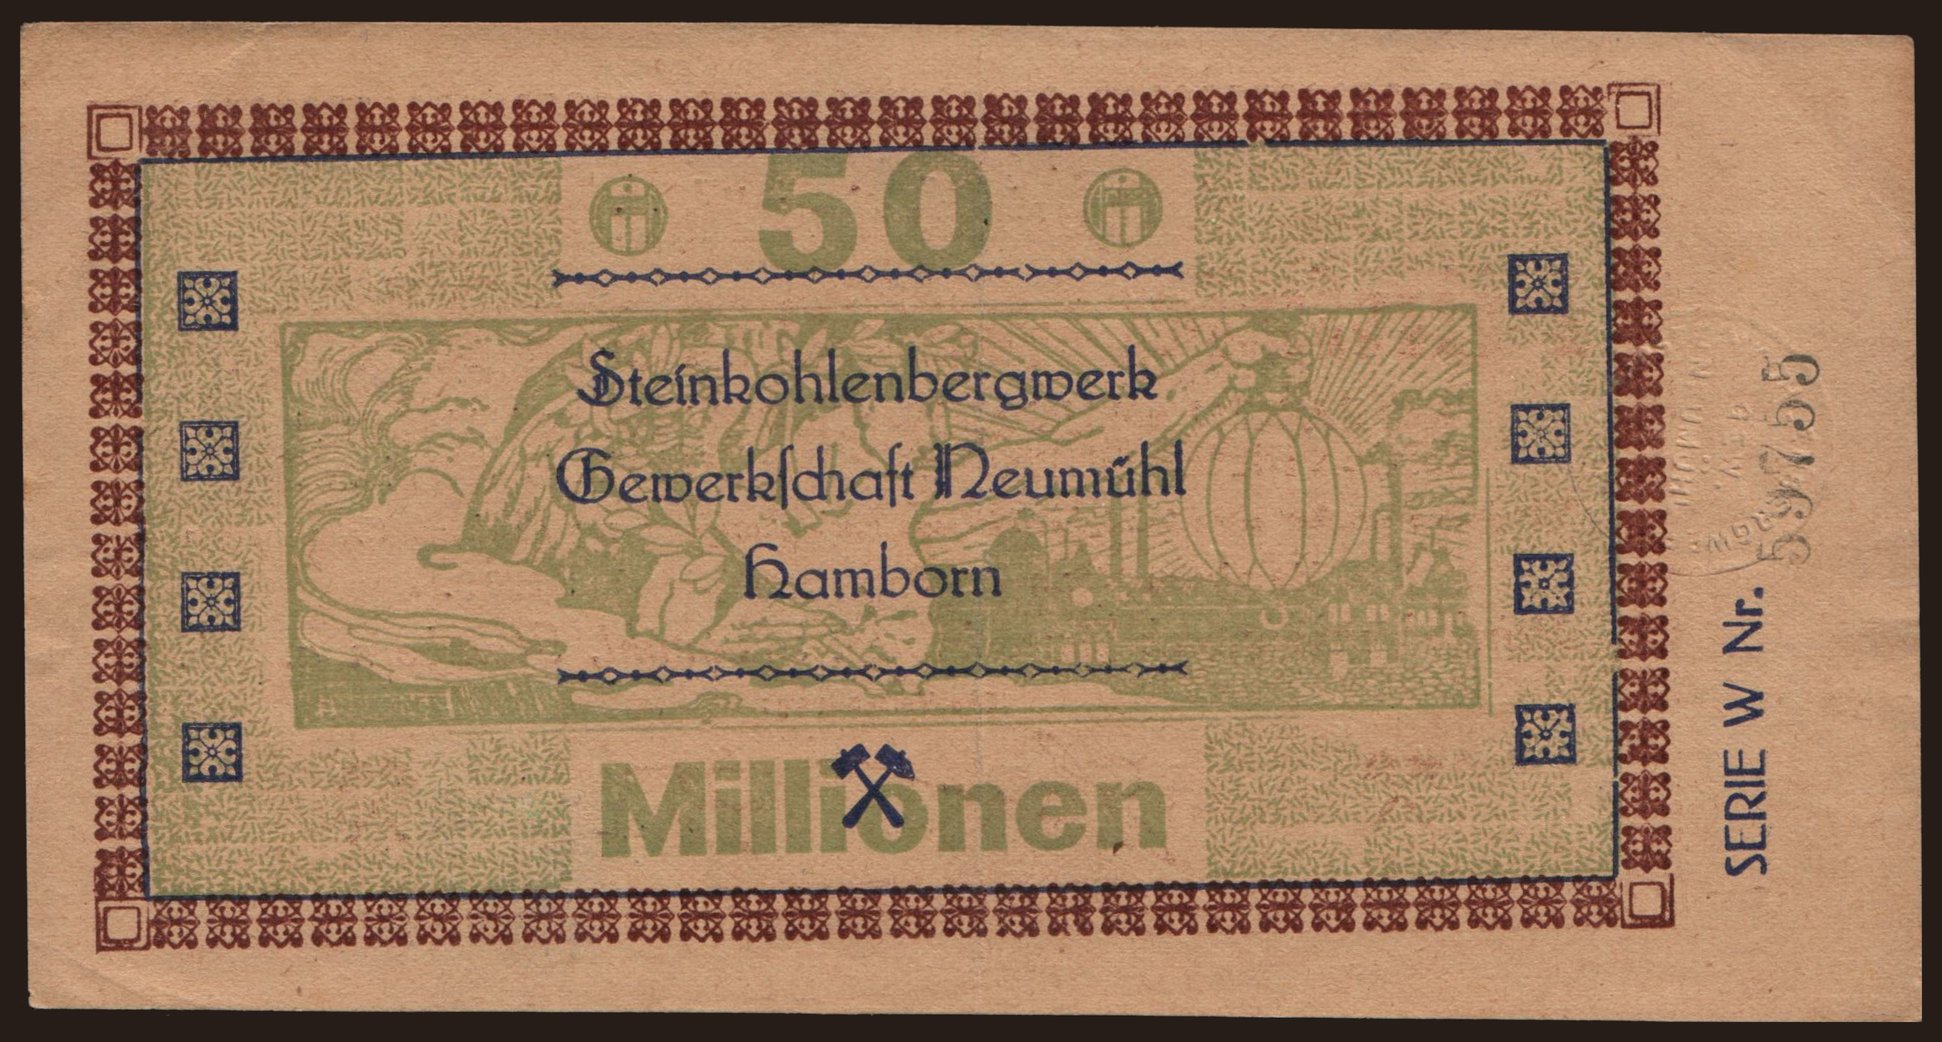 50
Steinkohlenbergwerk
Gewerkschaft Neumühl
Hamborn
Millionen
SERIE W Nr. 59755